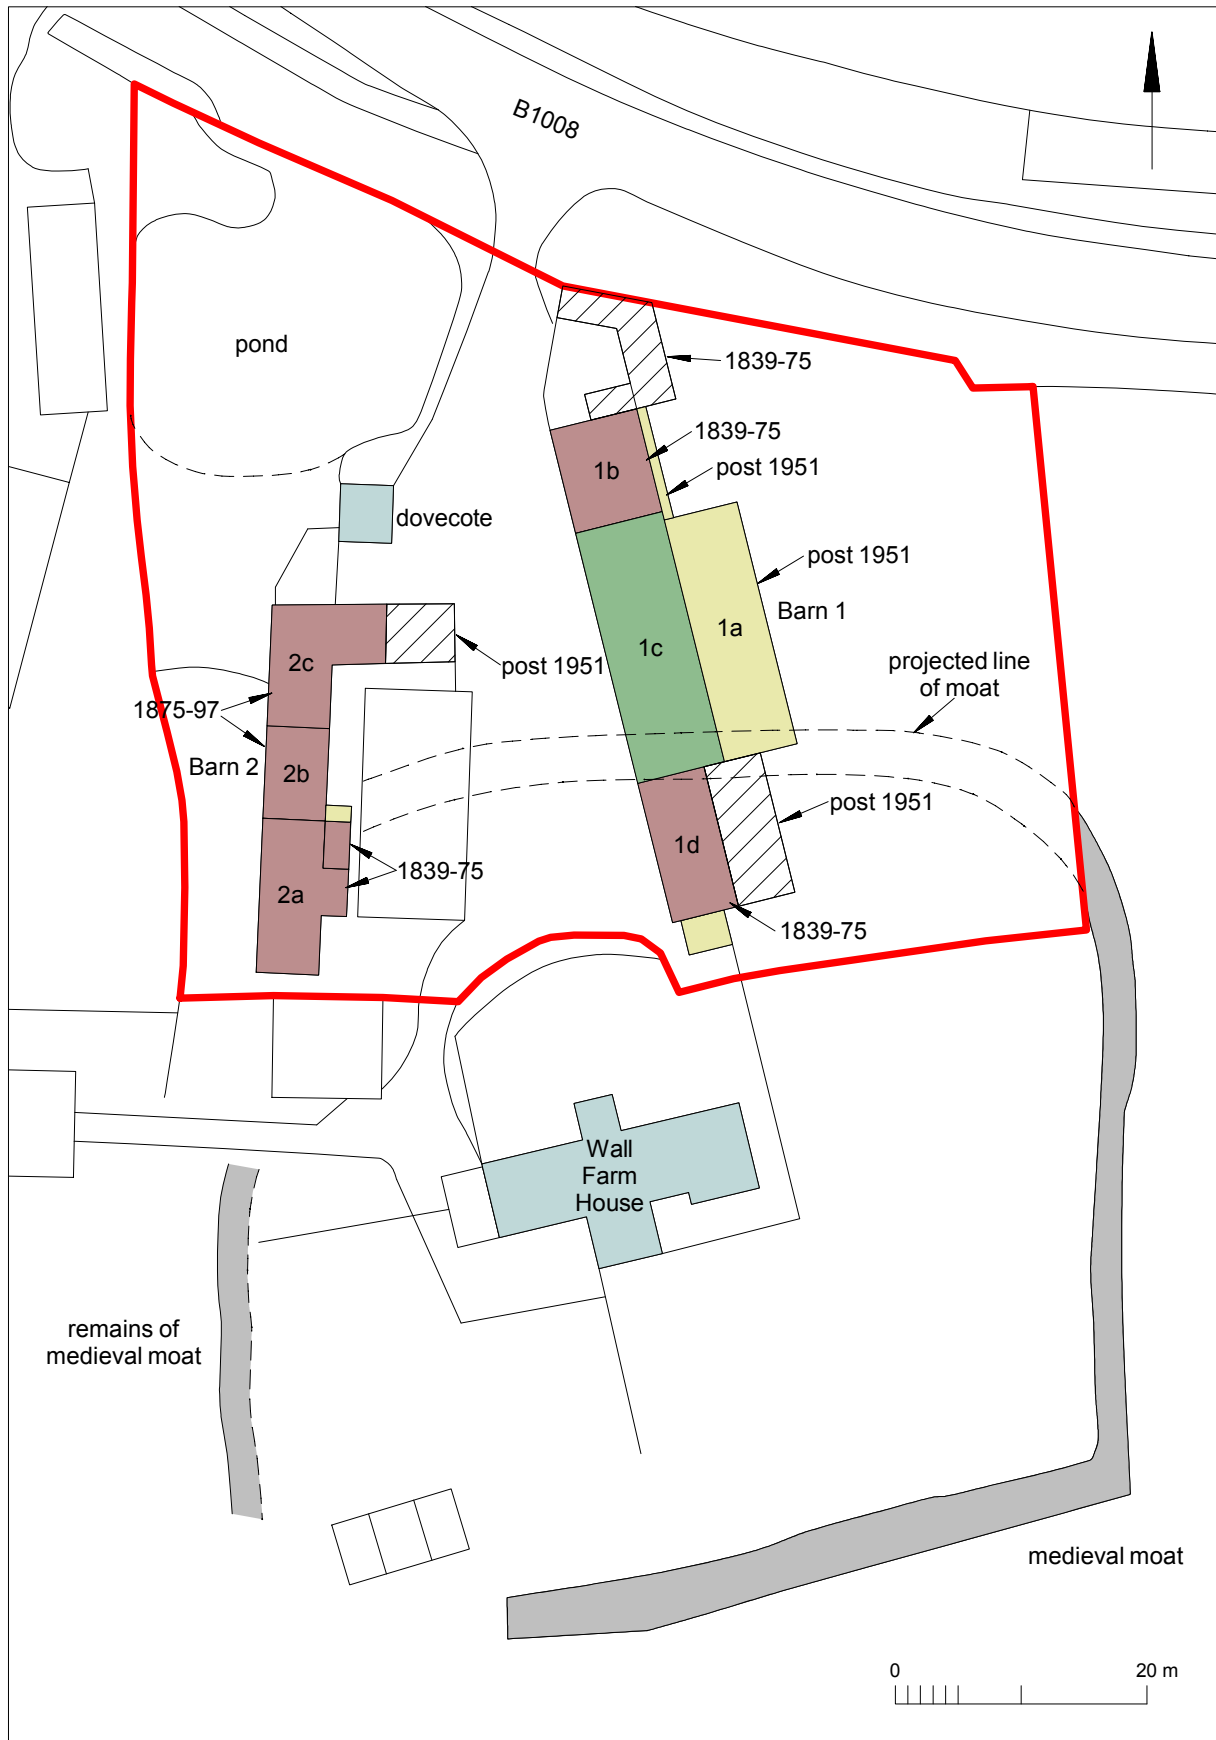 B1008
pond
1839-75
1839-75
1b
post 1951
dovecote
post 1951
Barn 1
1a
1c
2c
post 1951
projected line
of moat
1875-97
Barn 2
2b
post 1951
1d
1839-75
2a
1839-75
Wall
Farm
House
remains of
medieval moat
medieval moat
0
20 m